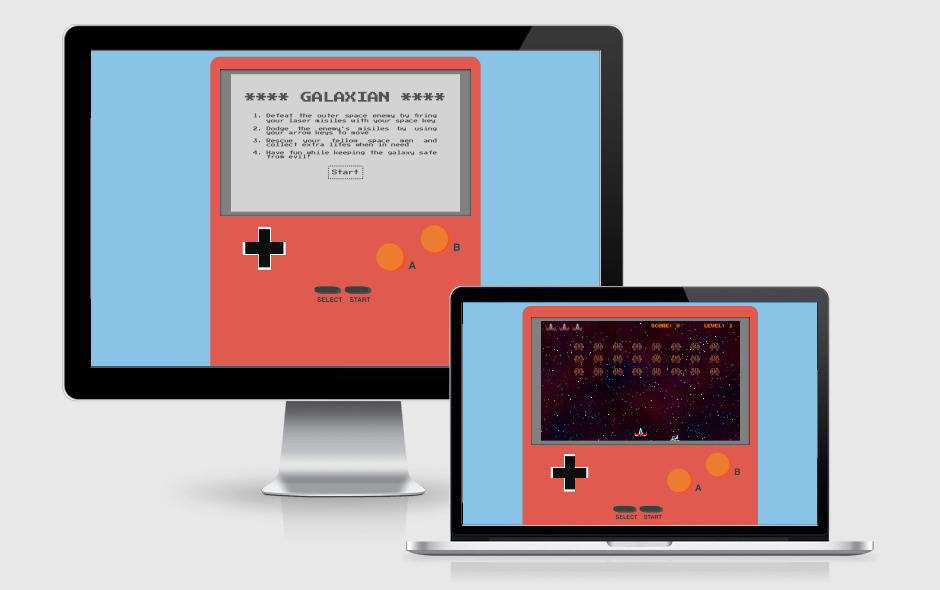 **** GALAXIAN ****
1. Defeat the outer space enemy by firing
your laser misiles with your space key
2. Dodge the enemy's misiles by using
your arrow keys to move
3. Rescue your fellow space men and
collect extra lifes when in need
4. Have fun while keeping the galaxy safe
from evil!
Start
B
A
SELECT START
SCORE: 0 LEVEL: 1
B
A
SELECT START